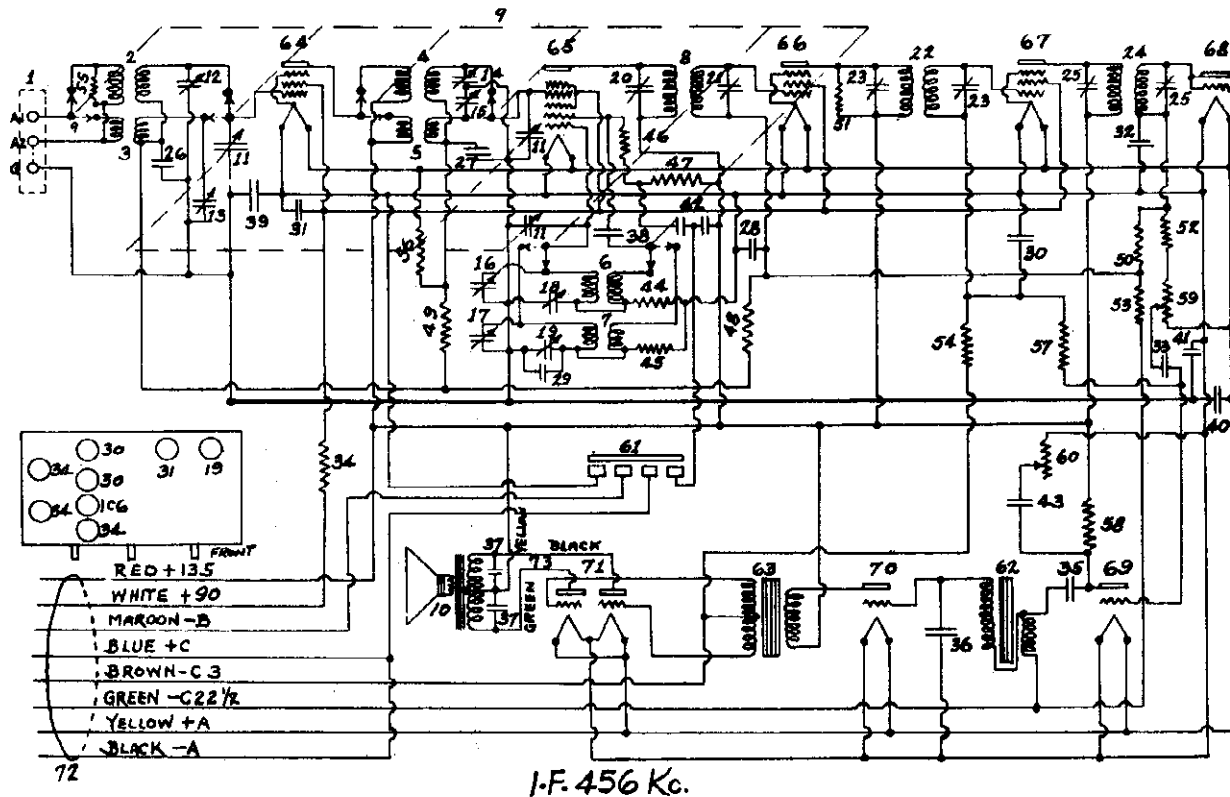 9
64 65 66 67 68
1 2 4 8 22 24
55 12 14 20 21 23 25
A1 9 15 51 23 25
A2 11 11 46 32
G 3 26 5 27 47
13 39 31 38 42 28 30 52
56 11 50
16 6 59
18 44 53
49 17 7 48 54 57 33
19 45 41
29
40
30 31 19
34 30
1C6
34 34
FRONT
34
61
60
43
58
YELLOW
BLACK
37 73 71 63 70 62 35 69
10 37 GREEN 36
RED +135
WHITE +90
MAROON -B
BLUE +C
BROWN -C3
GREEN -C22½
YELLOW +A
BLACK -A
72
I.F. 456 Kc.